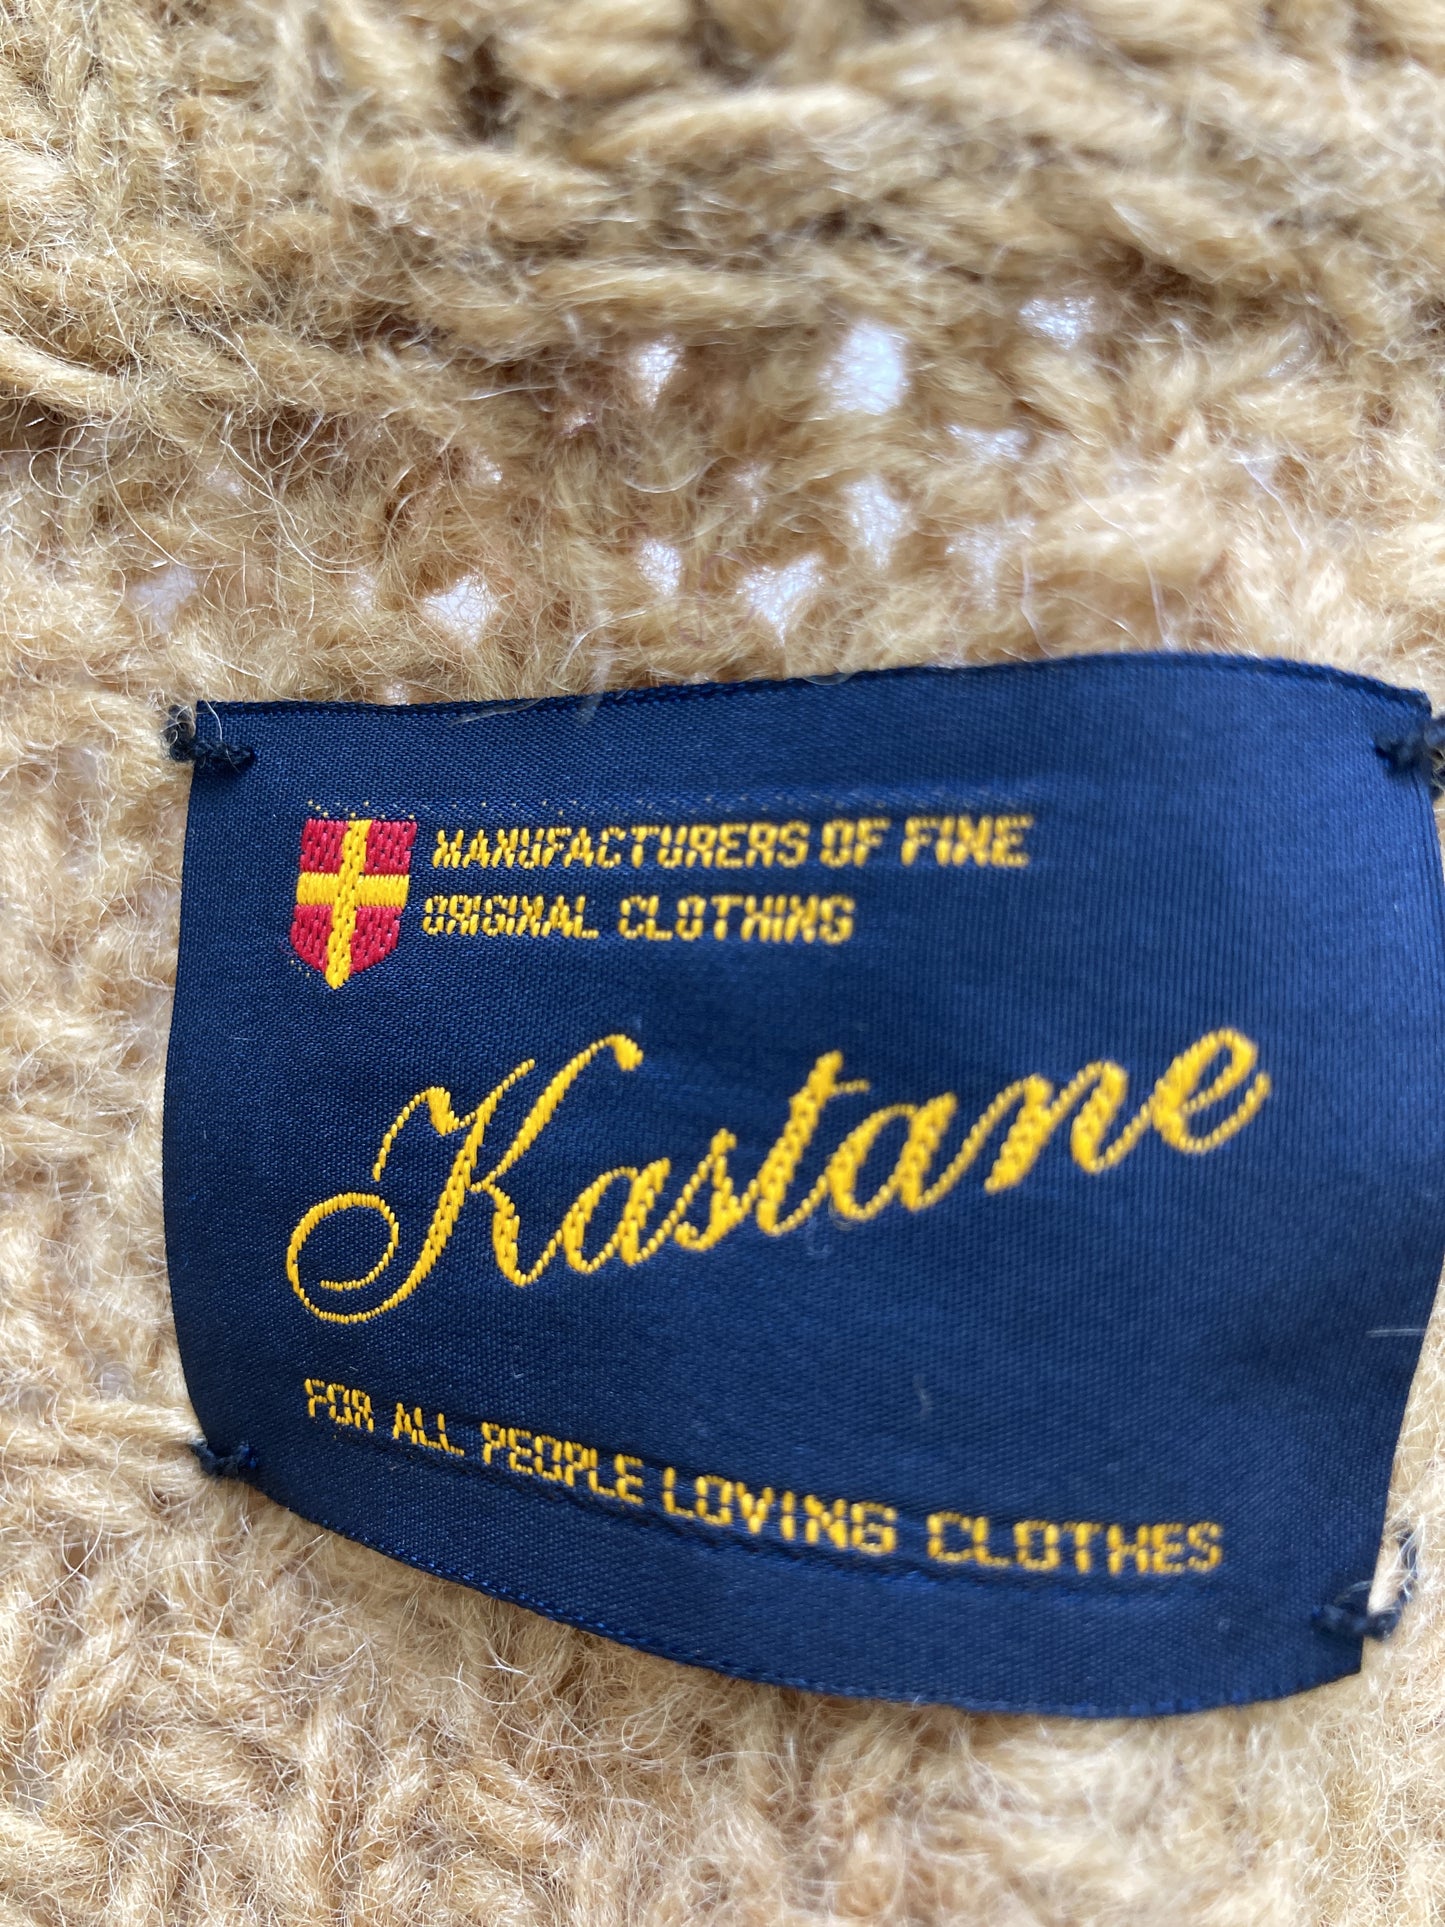 MANUFACTURERS OF FINE
ORIGINAL CLOTHING
Kastane
FOR ALL PEOPLE LOVING CLOTHES